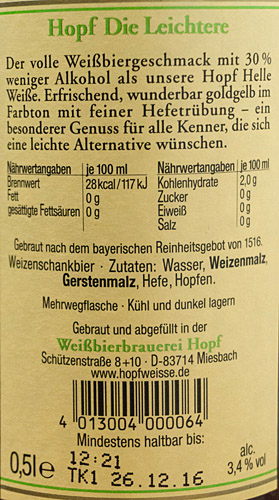 Hopf Die Leichtere
Der volle Weißbiergeschmack mit 30%
weniger Alkohol als unsere Hopf Helle
Weiße. Erfrischend, wunderbar goldgelb im
Farbton mit feiner Hefetrübung – ein
besonderer Genuss für alle Kenner, die sich
eine leichte Alternative wünschen.
Nährwertangaben je 100 ml
Brennwert 28 kcal/117 kJ
Fett 0 g
gesättigte Fettsäuren 0 g
Nährwertangaben je 100 ml
Kohlenhydrate 2,0 g
Zucker 0 g
Eiweiß 0 g
Salz 0 g
Gebraut nach dem bayerischen Reinheitsgebot von 1516.
Weizenschankbier · Zutaten: Wasser, Weizenmalz,
Gerstenmalz, Hefe, Hopfen.
Mehrwegflasche · Kühl und dunkel lagern
Gebraut und abgefüllt in der
Weißbierbrauerei Hopf
Schützenstraße 8+10 · D-83714 Miesbach
www.hopfweisse.de
4 013004 000064
Mindestens haltbar bis:
0,5l e
12:21
TK1 26.12.16
alc.
3,4% vol